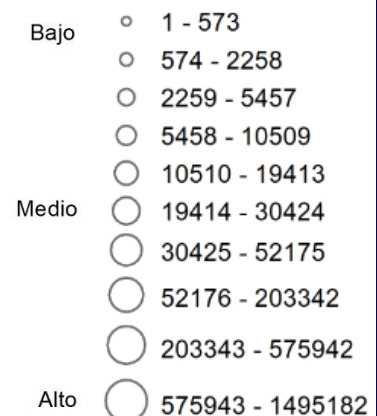 Bajo 1 - 573
574 - 2258
2259 - 5457
5458 - 10509
10510 - 19413
Medio 19414 - 30424
30425 - 52175
52176 - 203342
203343 - 575942
Alto 575943 - 1495182